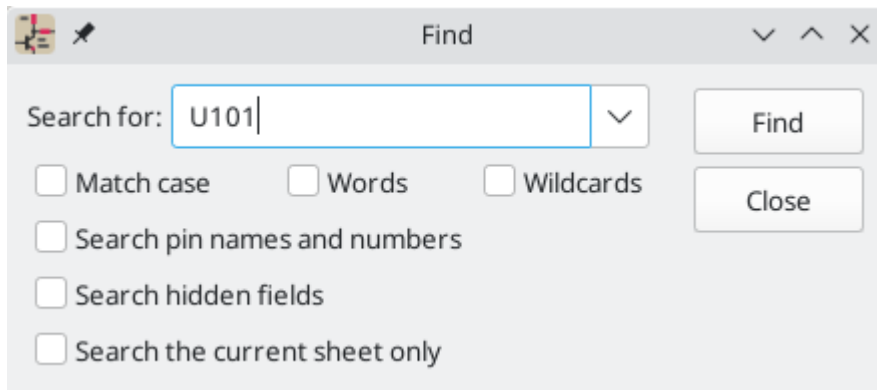 Find
Search for: U101 Find
Match case Words Wildcards
Close
Search pin names and numbers
Search hidden fields
Search the current sheet only